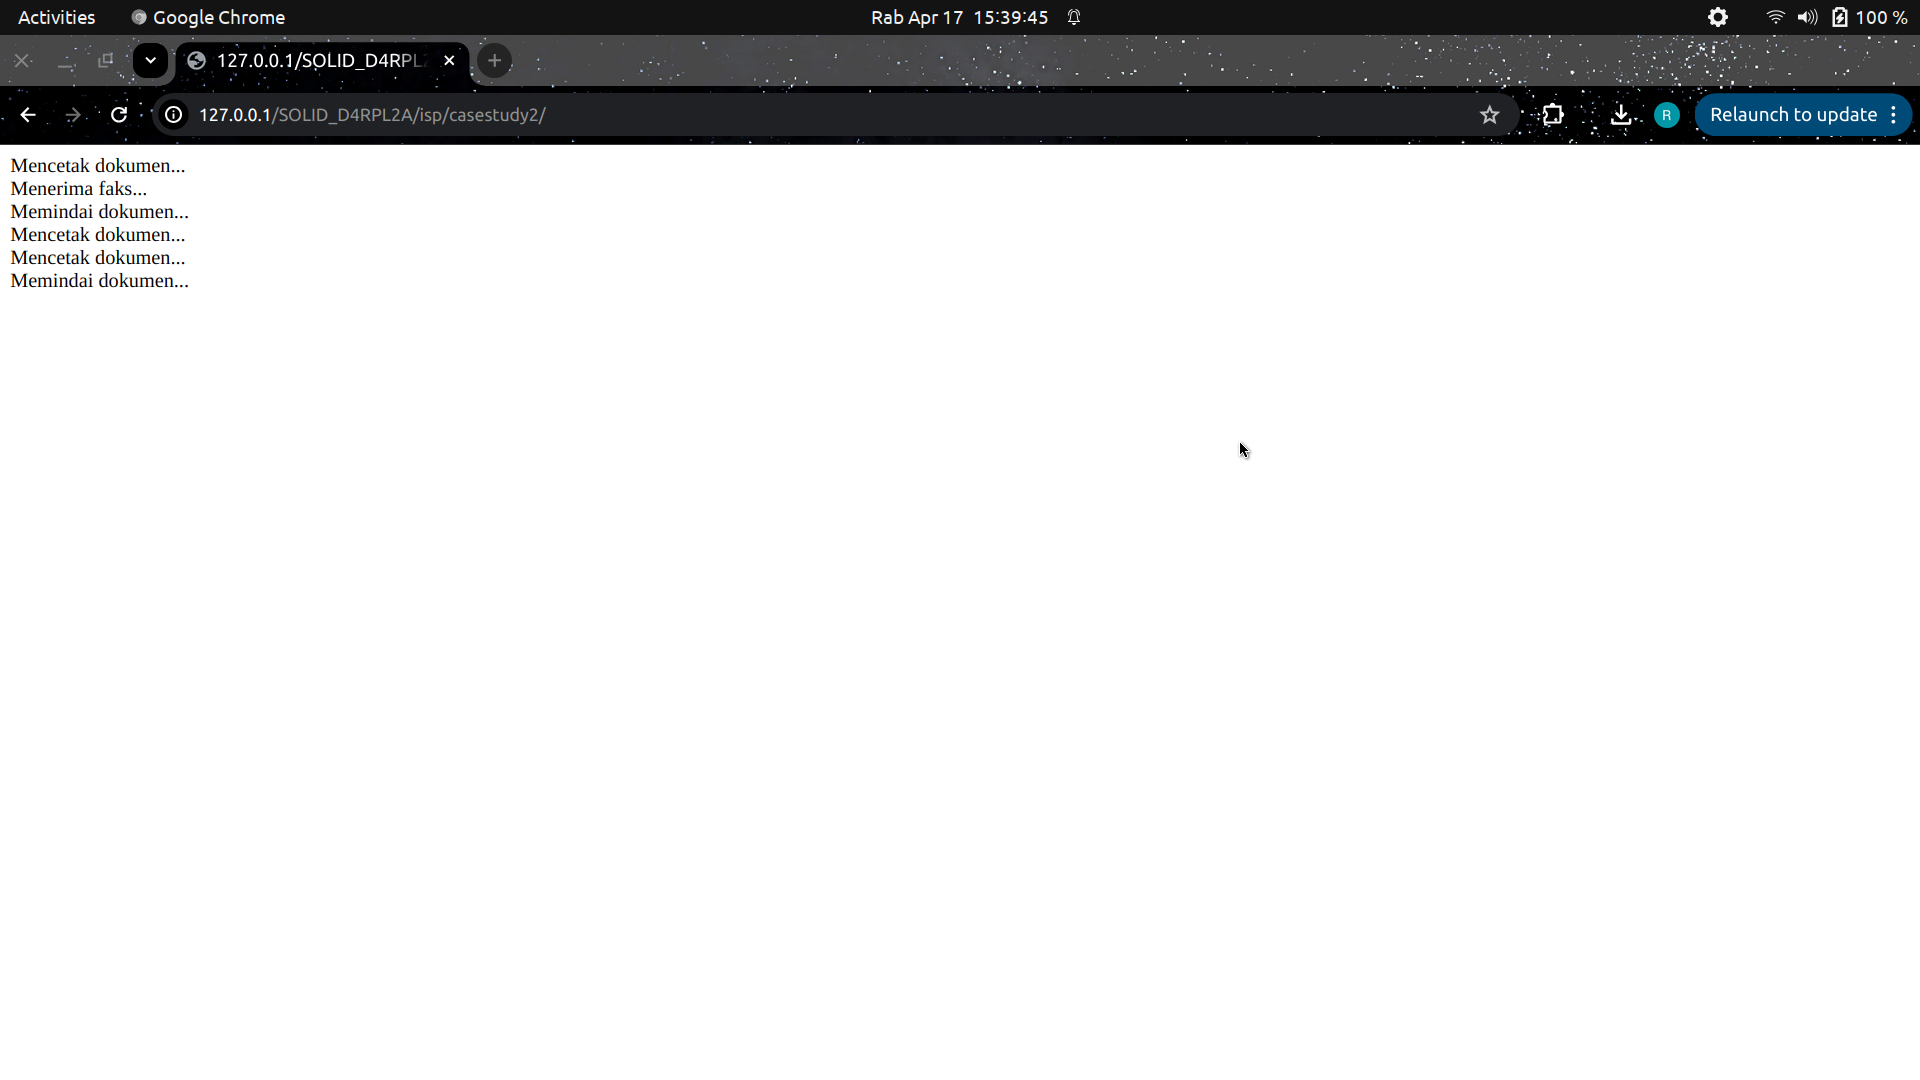 Activities
Google Chrome
Rab Apr 17 15:39:45
100 %
127.0.0.1/SOLID_D4RPL2
127.0.0.1/SOLID_D4RPL2A/isp/casestudy2/
R
Relaunch to update
Mencetak dokumen...
Menerima faks...
Memindai dokumen...
Mencetak dokumen...
Mencetak dokumen...
Memindai dokumen...